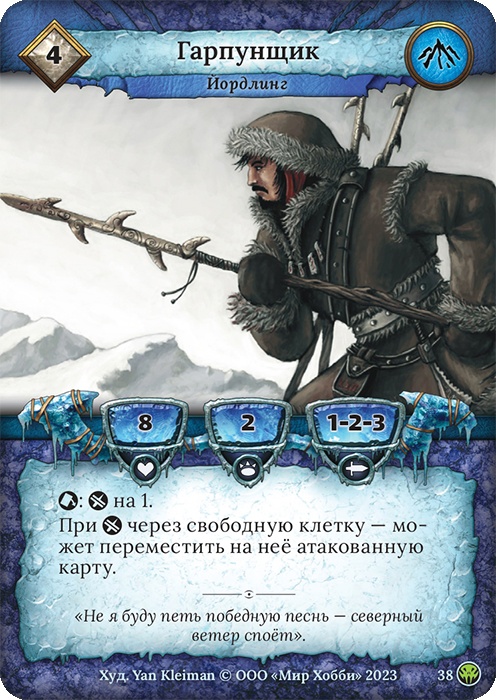 4
Гарпунщик
Йордлинг
8
2
1-2-3
: на 1.
При через свободную клетку — мо-
жет переместить на неё атакованную
карту.
«Не я буду петь победную песнь — северный
ветер споёт».
Худ. Yan Kleiman © ООО «Мир Хобби» 2023
38